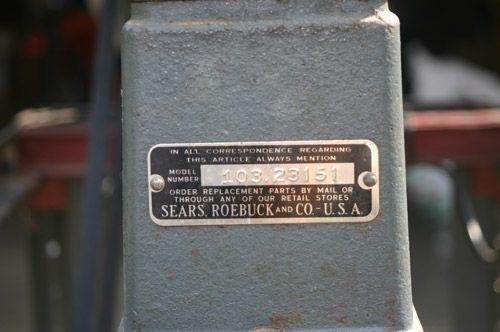 IN ALL CORRESPONDENCE REGARDING
THIS ARTICLE ALWAYS MENTION
MODEL NUMBER 103.23151
ORDER REPLACEMENT PARTS BY MAIL OR
THROUGH ANY OF OUR RETAIL STORES
SEARS, ROEBUCK AND CO. - U.S.A.